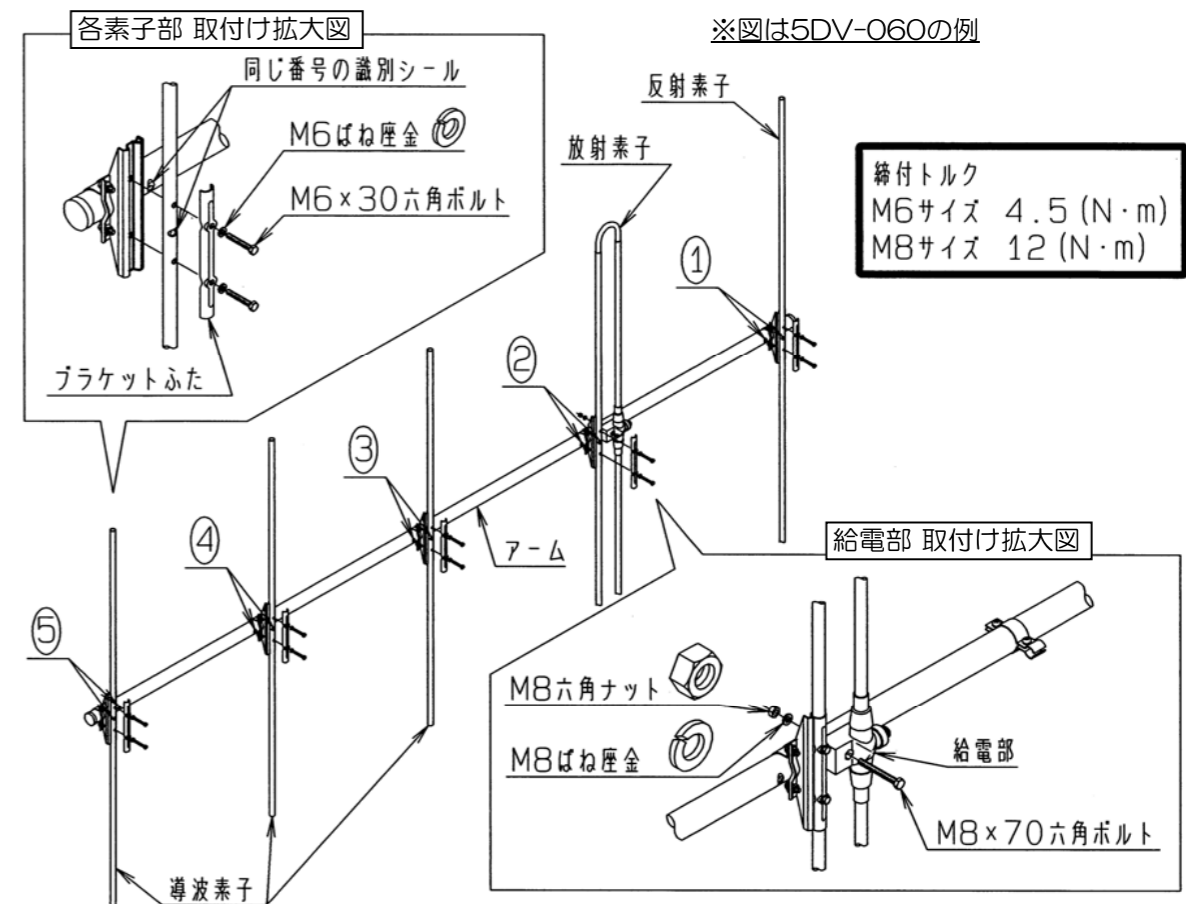 各素子部 取付け拡大図
※図は5DV-060の例
同じ番号の識別シール
M6ばね座金
M6×30六角ボルト
ブラケットふた
反射素子
放射素子
締付トルク
M6サイズ 4.5(N·m)
M8サイズ 12(N·m)
①
②
③
④
⑤
アーム
導波素子
給電部 取付け拡大図
M8六角ナット
M8ばね座金
給電部
M8×70六角ボルト